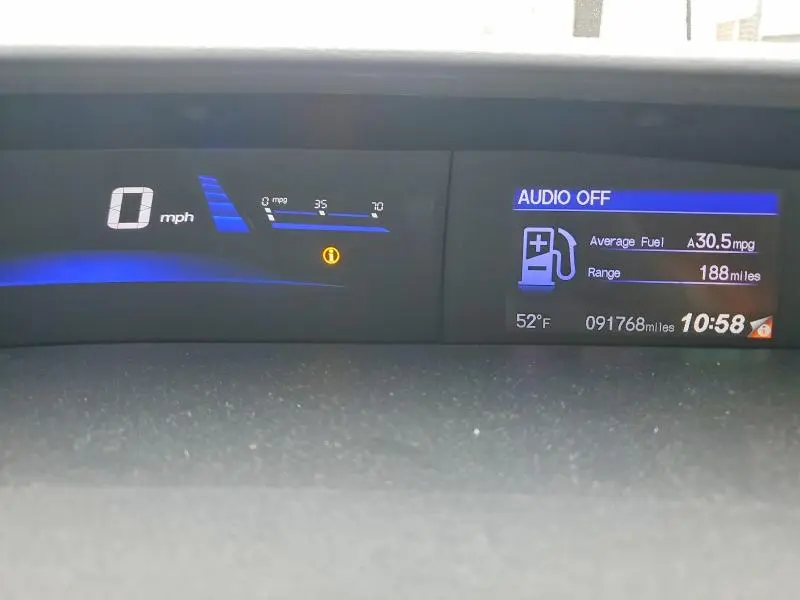 0 mph
0 mpg 35 70
AUDIO OFF
Average Fuel A30.5mpg
Range 188miles
52°F 091768miles 10:58